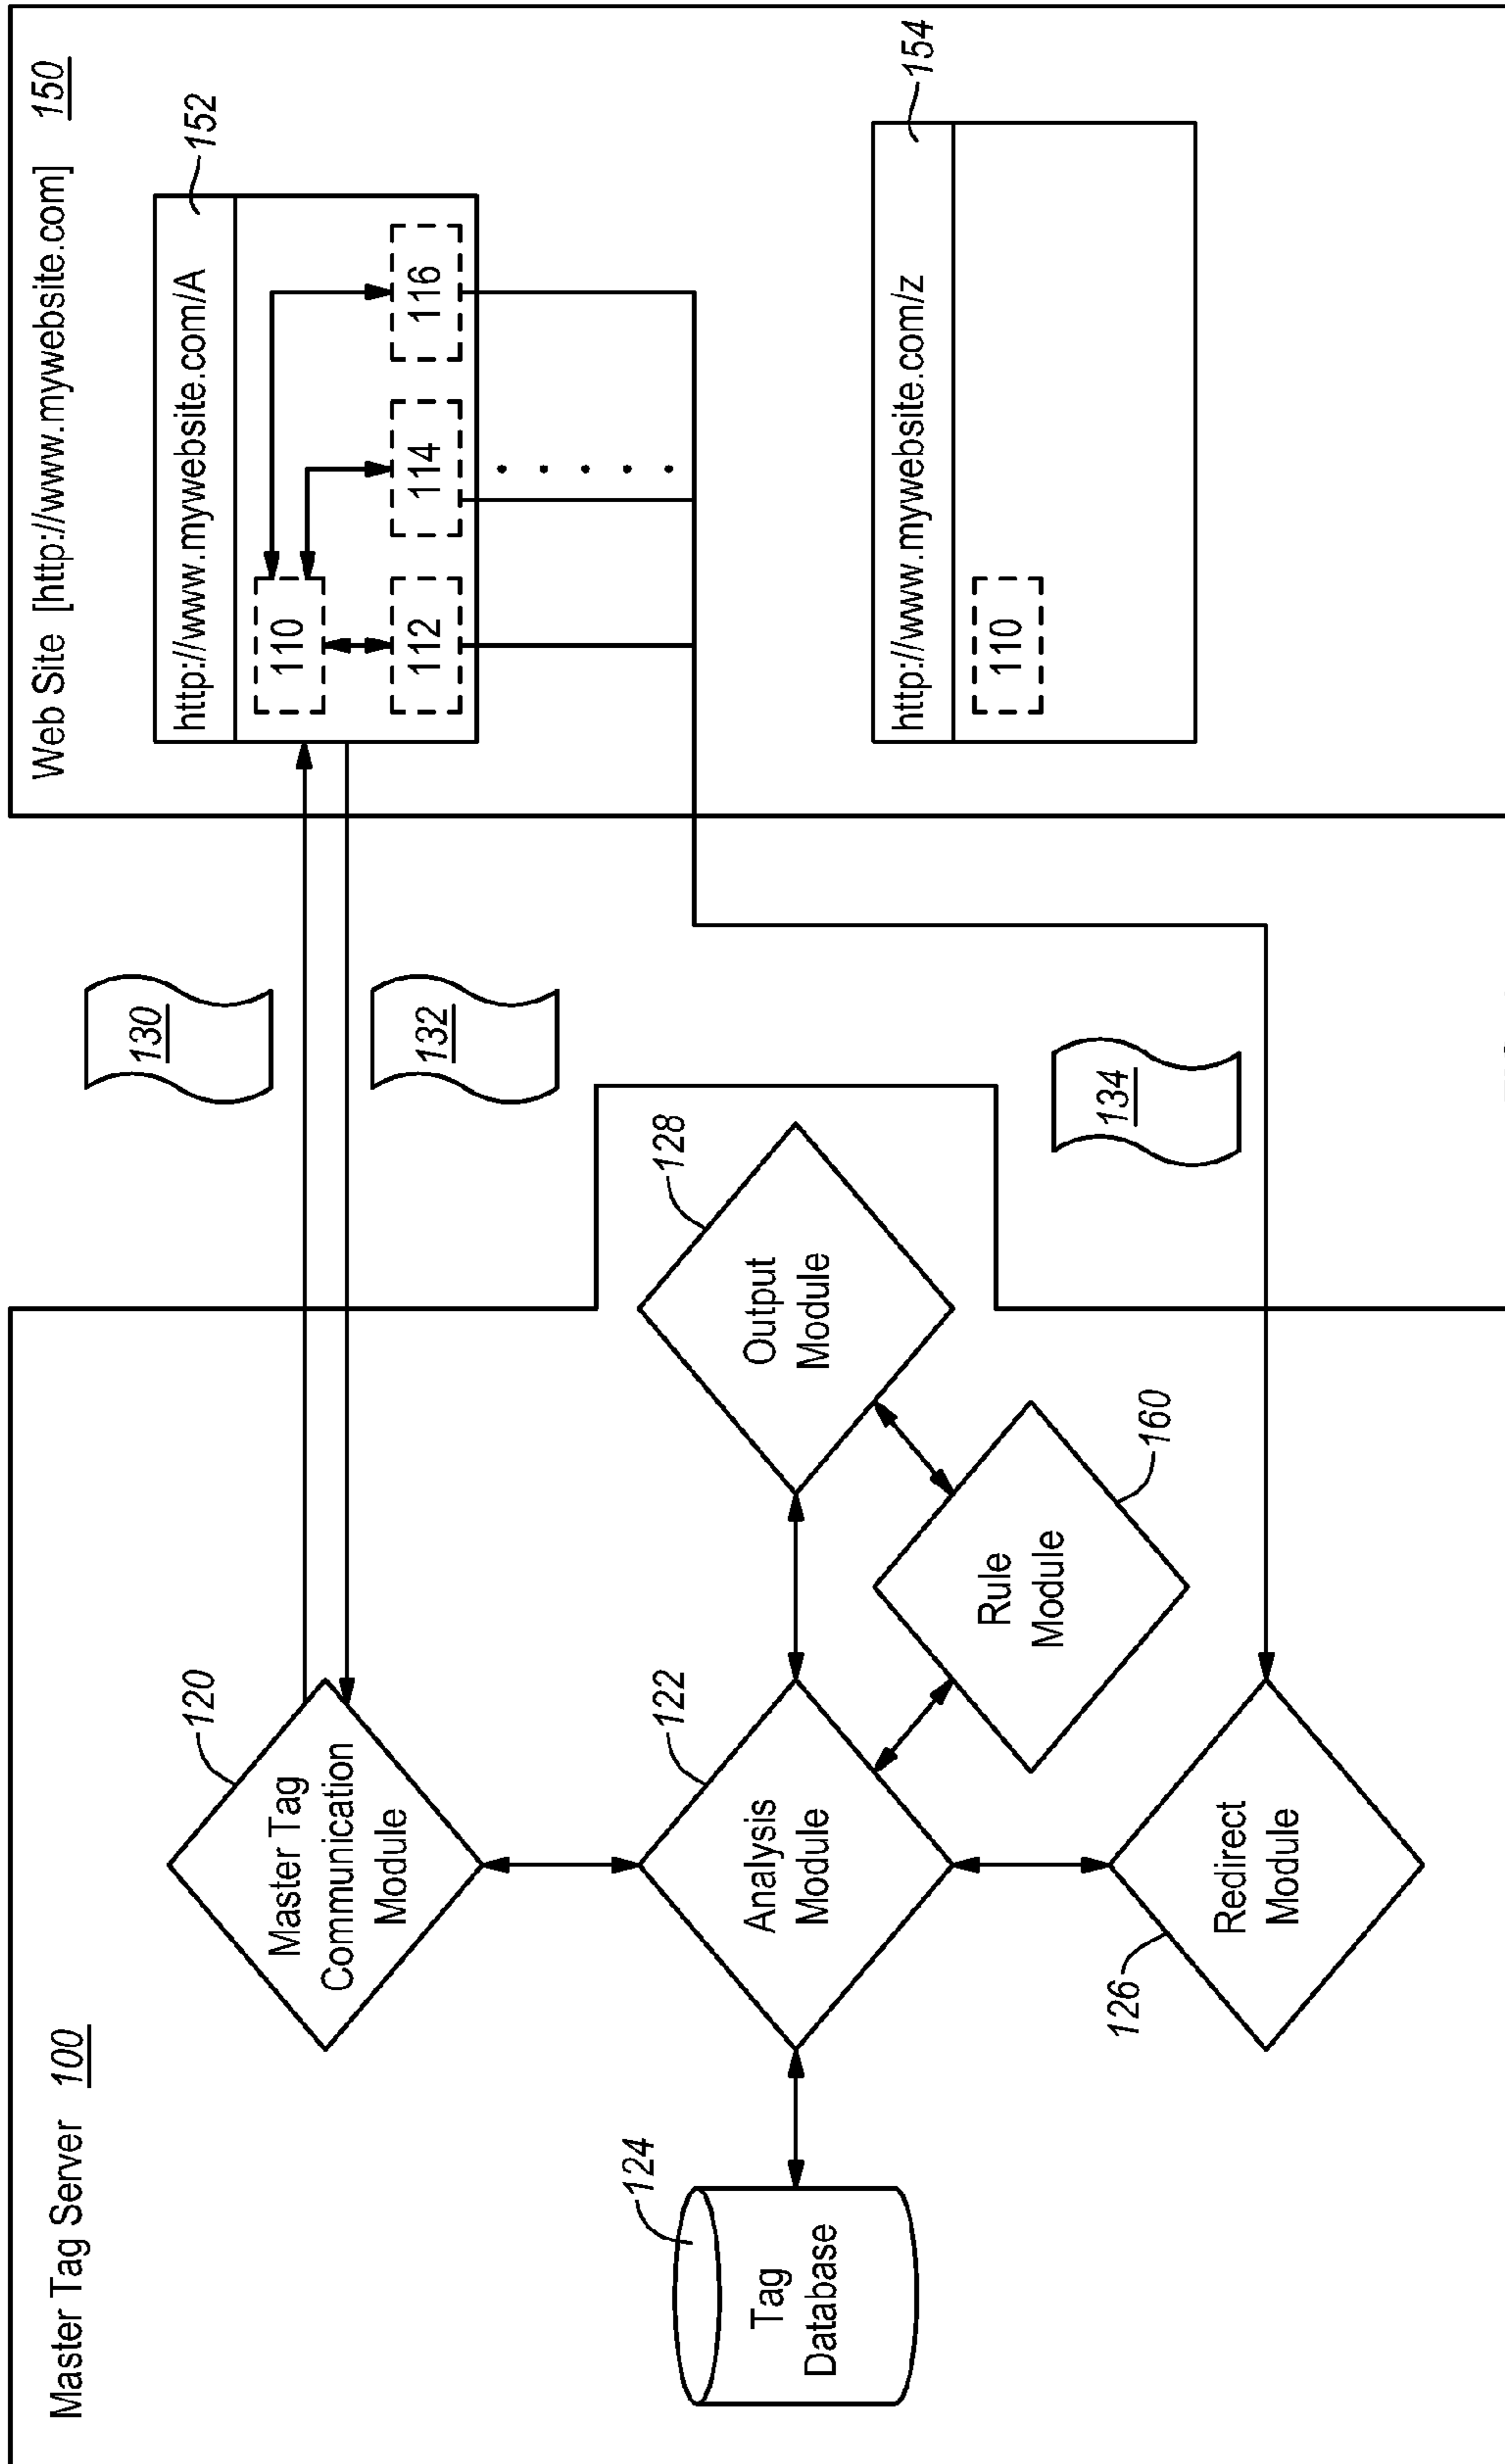 Master Tag Server 100
120
Master Tag
Communication
Module
122
Analysis
Module
124
Tag
Database
126
Redirect
Module
128
Output
Module
160
Rule
Module
130
132
134
Web Site [http://www.mywebsite.com] 150
152
http://www.mywebsite.com/A
110
112
114
116
154
http://www.mywebsite.com/z
110